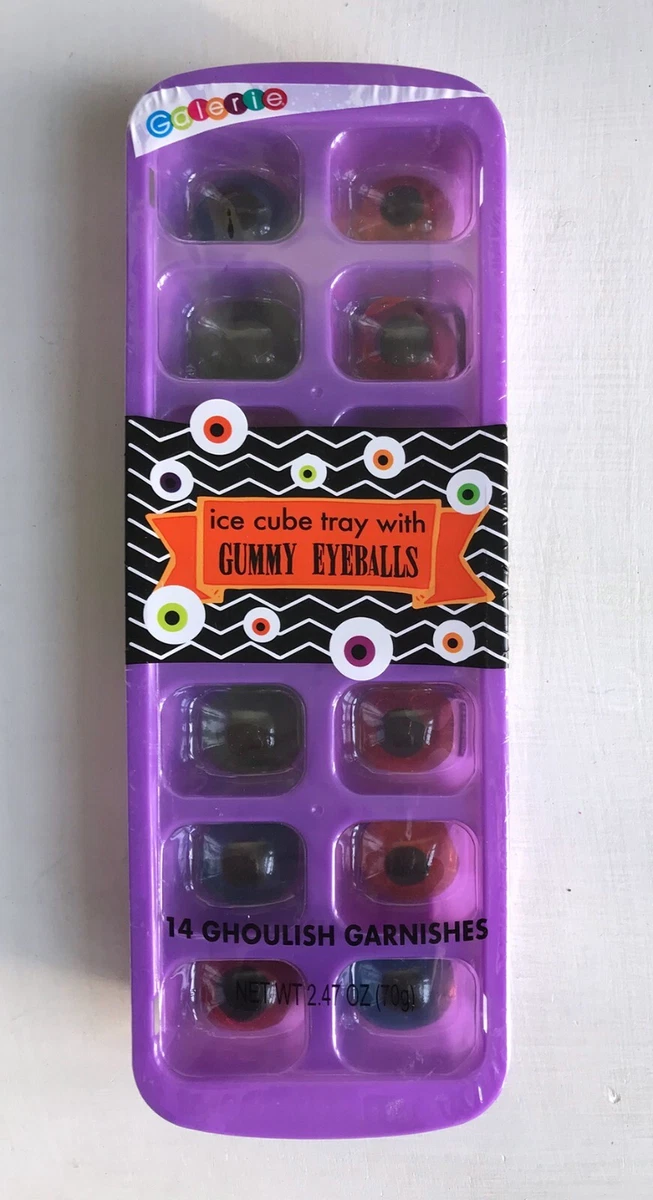 Galerie
ice cube tray with
GUMMY EYEBALLS
14 GHOULISH GARNISHES
NET WT 2.47 OZ (70g)